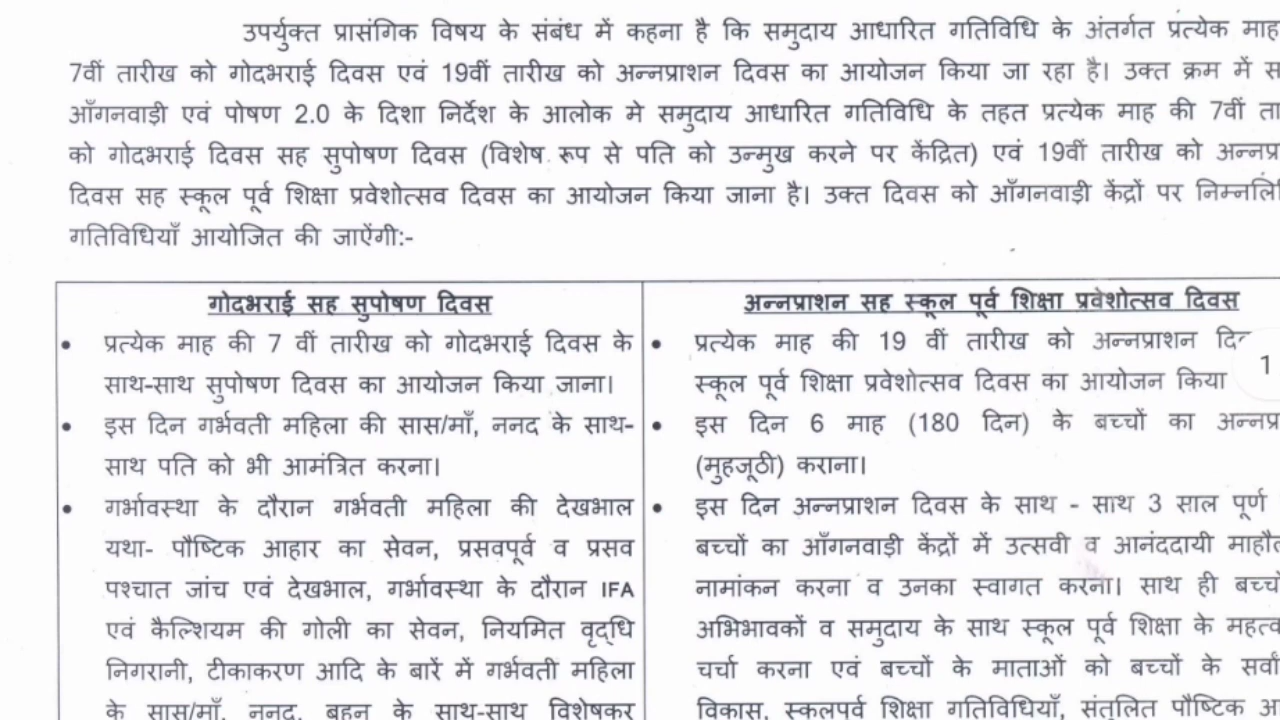 उपर्युक्त प्रासंगिक विषय के संबंध में कहना है कि समुदाय आधारित गतिविधि के अंतर्गत प्रत्येक माह
7वीं तारीख को गोदभराई दिवस एवं 19वीं तारीख को अन्नप्राशन दिवस का आयोजन किया जा रहा है। उक्त क्रम में
आँगनवाड़ी एवं पोषण 2.0 के दिशा निर्देश के आलोक मे समुदाय आधारित गतिविधि के तहत प्रत्येक माह की 7वीं
को गोदभराई दिवस सह सुपोषण दिवस (विशेष रूप से पति को उन्मुख करने पर केंद्रित) एवं 19वीं तारीख को
दिवस सह स्कूल पूर्व शिक्षा प्रवेशोत्सव दिवस का आयोजन किया जाना है। उक्त दिवस को आँगनवाड़ी केंद्रों पर
गतिविधियाँ आयोजित की जाऐंगी:-
गोदभराई सह सुपोषण दिवस
• प्रत्येक माह की 7 वीं तारीख को गोदभराई दिवस के
साथ-साथ सुपोषण दिवस का आयोजन किया जाना।
• इस दिन गर्भवती महिला की सास/माँ, ननद के साथ-
साथ पति को भी आमंत्रित करना।
• गर्भावस्था के दौरान गर्भवती महिला की देखभाल
यथा- पौष्टिक आहार का सेवन, प्रसवपूर्व व प्रसव
पश्चात जांच एवं देखभाल, गर्भावस्था के दौरान IFA
एवं कैल्शियम की गोली का सेवन, नियमित वृद्धि
निगरानी, टीकाकरण आदि के बारें में गर्भवती महिला
के सास/माँ, ननद, बहन के साथ-साथ विशेषकर
अन्नप्राशन सह स्कूल पूर्व शिक्षा प्रवेशोत्सव दिवस
• प्रत्येक माह की 19 वीं तारीख को अन्नप्राशन
स्कूल पूर्व शिक्षा प्रवेशोत्सव दिवस का आयोजन किया
1
• इस दिन 6 माह (180 दिन) के बच्चों का
(मुहजूठी) कराना।
• इस दिन अन्नप्राशन दिवस के साथ - साथ 3 साल पूर्ण
बच्चों का आँगनवाड़ी केंद्रों में उत्सवी व आनंददायी
नामांकन करना व उनका स्वागत करना। साथ ही
अभिभावकों व समुदाय के साथ स्कूल पूर्व शिक्षा के
चर्चा करना एवं बच्चों के माताओं को बच्चों के
विकास, स्कूलपूर्व शिक्षा गतिविधियाँ, संतुलित पौष्टिक